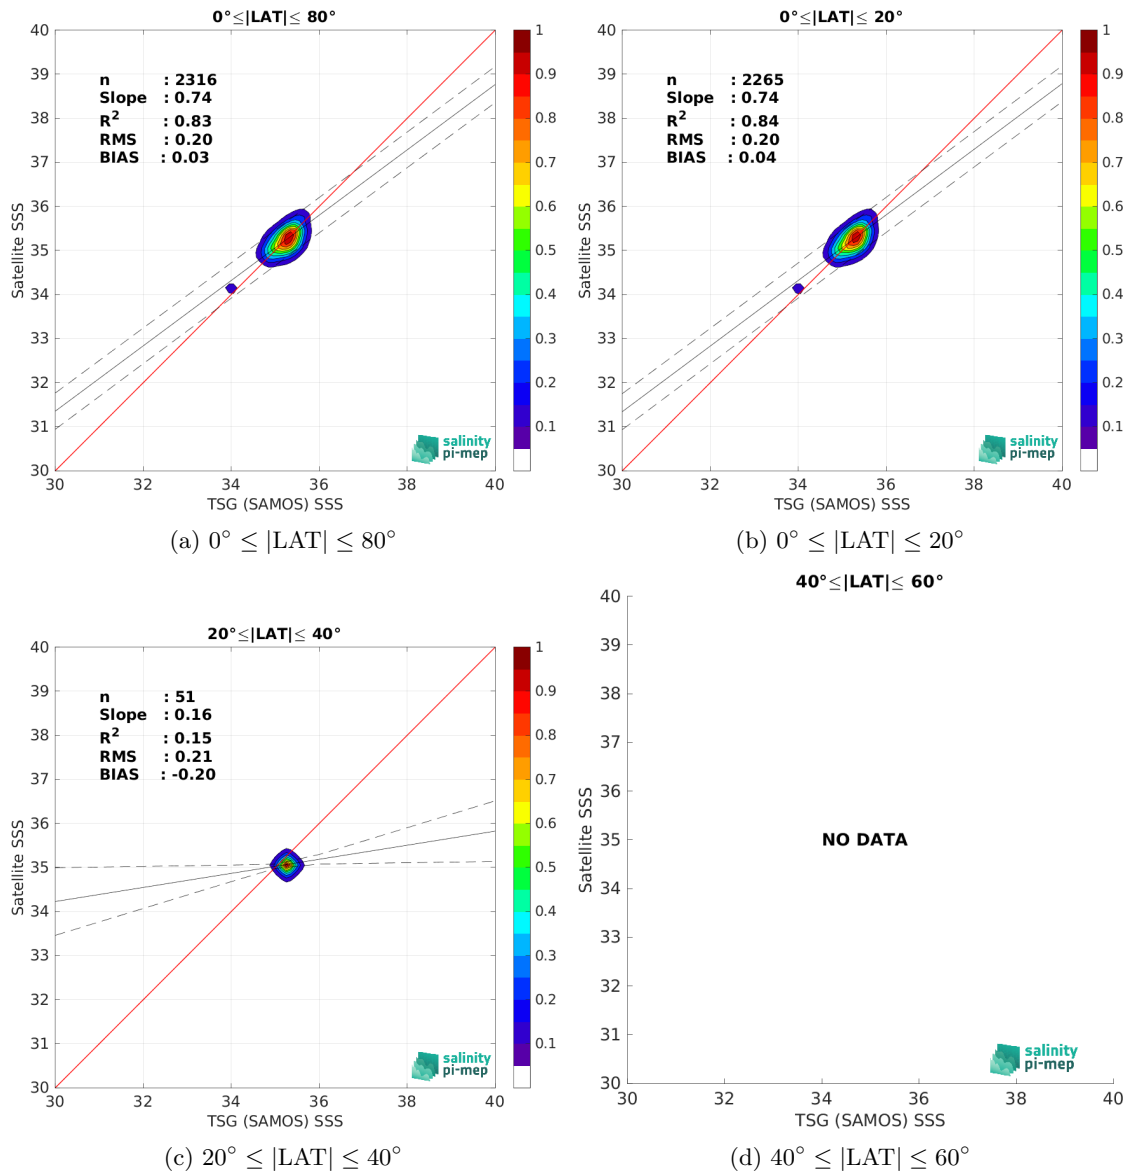 0°≤|LAT|≤ 80°
40
39
38
37
36
35
34
33
32
31
30
Satellite SSS
n : 2316
Slope : 0.74
R² : 0.83
RMS : 0.20
BIAS : 0.03
1
0.9
0.8
0.7
0.6
0.5
0.4
0.3
0.2
0.1
salinity
pi-mep
30 32 34 36 38 40
TSG (SAMOS) SSS
(a) 0° ≤ |LAT| ≤ 80°
0°≤|LAT|≤ 20°
40
39
38
37
36
35
34
33
32
31
30
Satellite SSS
n : 2265
Slope : 0.74
R² : 0.84
RMS : 0.20
BIAS : 0.04
1
0.9
0.8
0.7
0.6
0.5
0.4
0.3
0.2
0.1
salinity
pi-mep
30 32 34 36 38 40
TSG (SAMOS) SSS
(b) 0° ≤ |LAT| ≤ 20°
20°≤|LAT|≤ 40°
40
39
38
37
36
35
34
33
32
31
30
Satellite SSS
n : 51
Slope : 0.16
R² : 0.15
RMS : 0.21
BIAS : -0.20
1
0.9
0.8
0.7
0.6
0.5
0.4
0.3
0.2
0.1
salinity
pi-mep
30 32 34 36 38 40
TSG (SAMOS) SSS
(c) 20° ≤ |LAT| ≤ 40°
40°≤|LAT|≤ 60°
40
39
38
37
36
35
34
33
32
31
30
Satellite SSS
NO DATA
salinity
pi-mep
30 32 34 36 38 40
TSG (SAMOS) SSS
(d) 40° ≤ |LAT| ≤ 60°